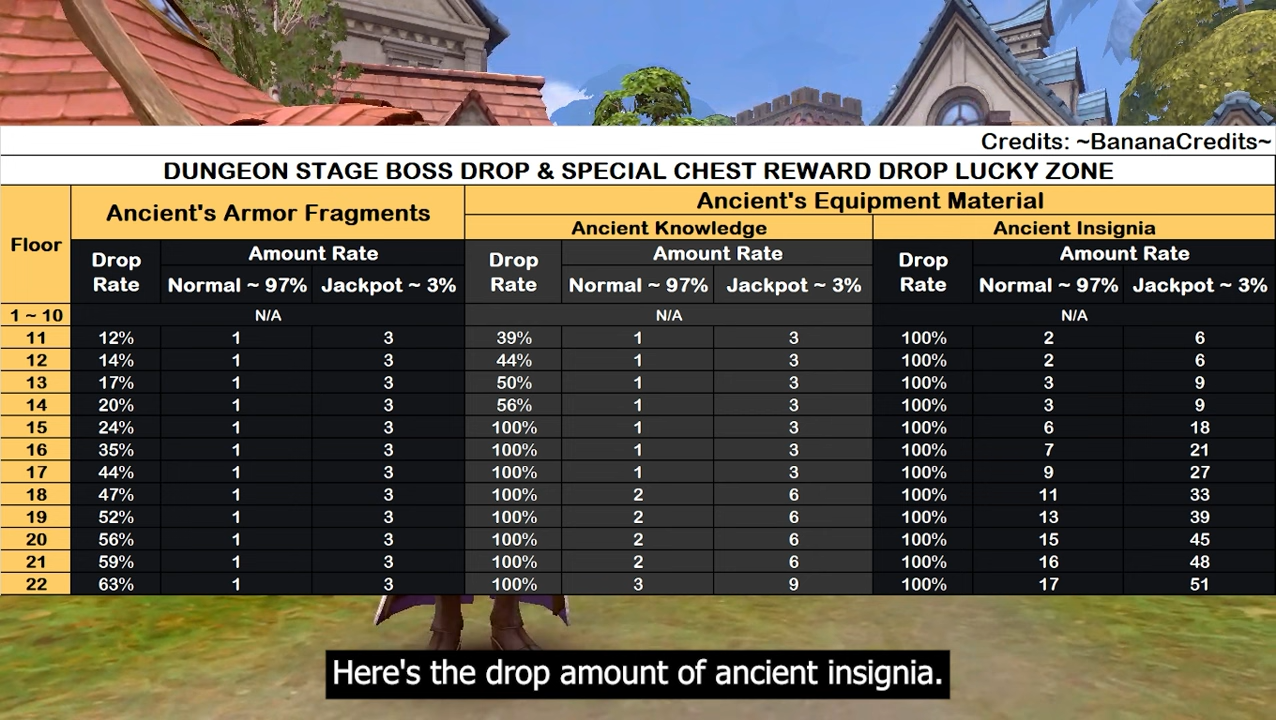 Credits: ~BananaCredits~
DUNGEON STAGE BOSS DROP & SPECIAL CHEST REWARD DROP LUCKY ZONE
Floor Ancient's Armor Fragments Ancient's Equipment Material
Ancient Knowledge Ancient Insignia
Drop Rate Amount Rate Drop Rate Amount Rate Drop Rate Amount Rate
Normal ~ 97% Jackpot ~ 3% Normal ~ 97% Jackpot ~ 3% Normal ~ 97% Jackpot ~ 3%
1 ~ 10 N/A N/A N/A
11 12% 1 3 39% 1 3 100% 2 6
12 14% 1 3 44% 1 3 100% 2 6
13 17% 1 3 50% 1 3 100% 3 9
14 20% 1 3 56% 1 3 100% 3 9
15 24% 1 3 100% 1 3 100% 6 18
16 35% 1 3 100% 1 3 100% 7 21
17 44% 1 3 100% 1 3 100% 9 27
18 47% 1 3 100% 2 6 100% 11 33
19 52% 1 3 100% 2 6 100% 13 39
20 56% 1 3 100% 2 6 100% 15 45
21 59% 1 3 100% 2 6 100% 16 48
22 63% 1 3 100% 3 9 100% 17 51
Here's the drop amount of ancient insignia.